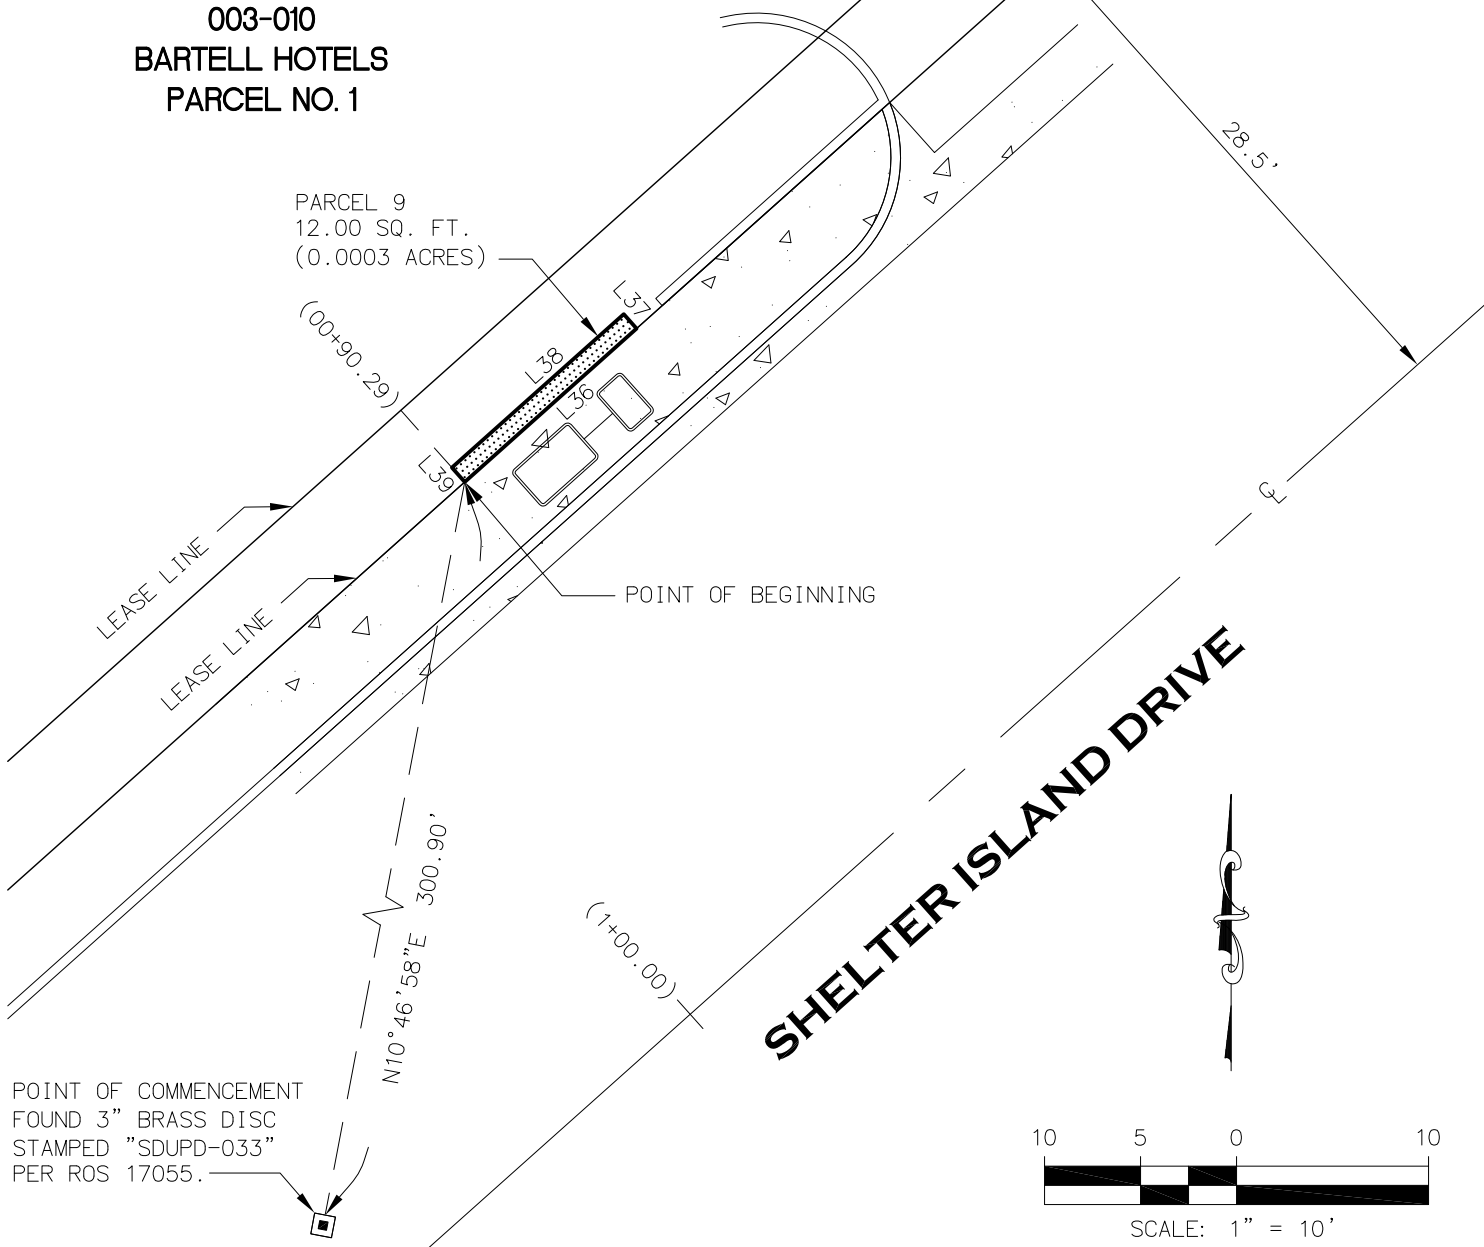 003-010
BARTELL HOTELS
PARCEL NO. 1
28.5'
PARCEL 9
12.00 SQ. FT.
(0.0003 ACRES)
L37
(00+90.29)
L38
L36
L39
LEASE LINE
LEASE LINE
POINT OF BEGINNING
℄
SHELTER ISLAND DRIVE
N10°46'58"E 300.90'
(1+00.00)
POINT OF COMMENCEMENT
FOUND 3" BRASS DISC
STAMPED "SDUPD-033"
PER ROS 17055.
10 5 0 10
SCALE: 1" = 10'